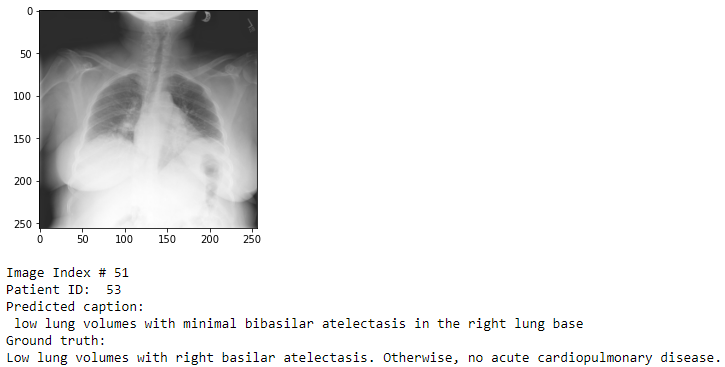 0
50
100
150
200
250
0 50 100 150 200 250
Image Index # 51
Patient ID:  53
Predicted caption:
 low lung volumes with minimal bibasilar atelectasis in the right lung base
Ground truth:
Low lung volumes with right basilar atelectasis. Otherwise, no acute cardiopulmonary disease.